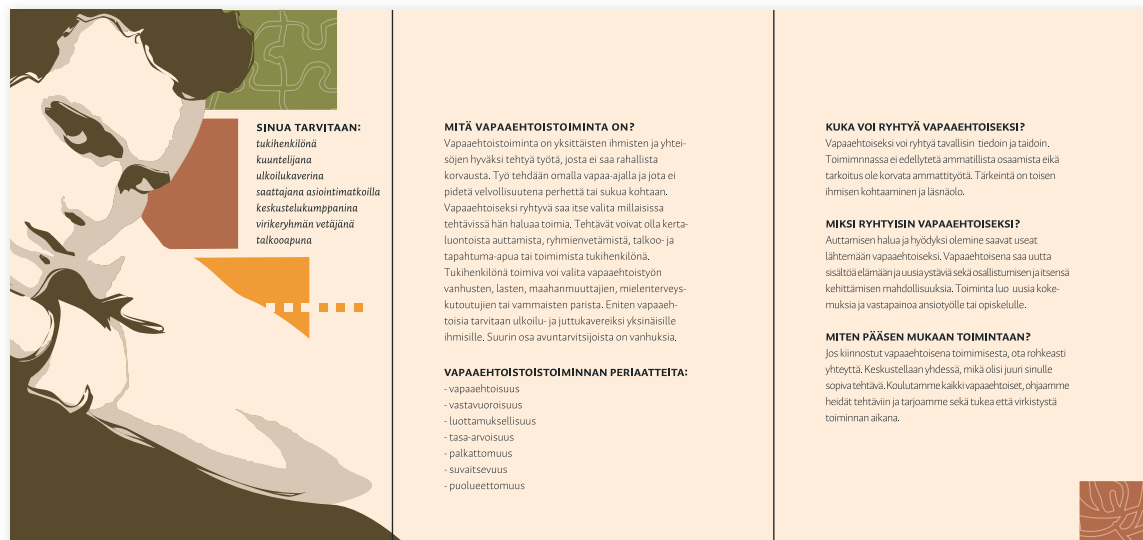 SINUA TARVITAAN:
tukihenkilönä
kuuntelijana
ulkoilukaverina
saattajana asiointimatkoilla
keskustelukumppanina
virikeryhmän vetäjänä
talkooapuna
MITÄ VAPAAEHTOISTOIMINTA ON?
Vapaaehtoistoiminta on yksittäisten ihmisten ja yhtei-
söjen hyväksi tehtyä työtä, josta ei saa rahallista
korvausta. Työ tehdään omalla vapaa-ajalla ja jota ei
pidetä velvollisuutena perhettä tai sukua kohtaan.
Vapaaehtoiseksi ryhtyvä saa itse valita millaisissa
tehtävissä hän haluaa toimia. Tehtävät voivat olla kerta-
luontoista auttamista, ryhmienvetämistä, talkoo- ja
tapahtuma-apua tai toimimista tukihenkilönä.
Tukihenkilönä toimiva voi valita vapaaehtoistyön
vanhusten, lasten, maahanmuuttajien, mielenterveys-
kutoutujien tai vammaisten parista. Eniten vapaaeh-
toisia tarvitaan ulkoilu- ja juttukavereiksi yksinäisille
ihmisille. Suurin osa avuntarvitsijoista on vanhuksia.
VAPAAEHTOISTOISTOIMINNAN PERIAATTEITA:
- vapaaehtoisuus
- vastavuoroisuus
- luottamuksellisuus
- tasa-arvoisuus
- palkattomuus
- suvaitsevuus
- puolueettomuus
KUKA VOI RYHTYÄ VAPAAEHTOISEKSI?
Vapaaehtoiseksi voi ryhtyä tavallisin tiedoin ja taidoin.
Toimimnnassa ei edellytetä ammatillista osaamista eikä
tarkoitus ole korvata ammattityötä. Tärkeintä on toisen
ihmisen kohtaaminen ja läsnäolo.
MIKSI RYHTYISIN VAPAAEHTOISEKSI?
Auttamisen halua ja hyödyksi olemine saavat useat
lähtemään vapaaehtoiseksi. Vapaaehtoisena saa uutta
sisältöä elämään ja uusia ystäviä sekä osallistumisen ja itsensä
kehittämisen mahdollisuuksia. Toiminta luo uusia koke-
muksia ja vastapainoa ansiotyölle tai opiskelulle.
MITEN PÄÄSEN MUKAAN TOIMINTAAN?
Jos kiinnostut vapaaehtoisena toimimisesta, ota rohkeasti
yhteyttä. Keskustellaan yhdessä, mikä olisi juuri sinulle
sopiva tehtävä. Koulutamme kaikki vapaaehtoiset, ohjaamme
heidät tehtäviin ja tarjoamme sekä tukea että virkistystä
toiminnan aikana.